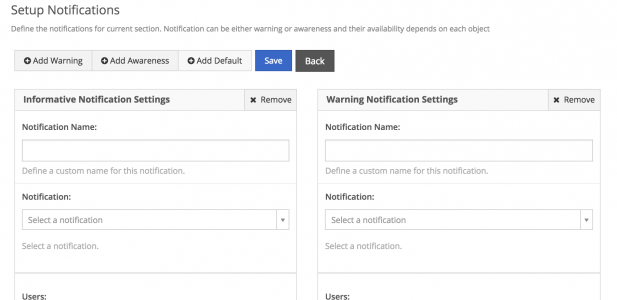 Setup Notifications
Define the notifications for current section. Notification can be either warning or awareness and their availability depends on each object
Add Warning Add Awareness Add Default Save Back
Informative Notification Settings Remove
Notification Name:
Define a custom name for this notification.
Notification:
Select a notification
Select a notification.
Users:
Warning Notification Settings Remove
Notification Name:
Define a custom name for this notification.
Notification:
Select a notification
Select a notification.
Users: